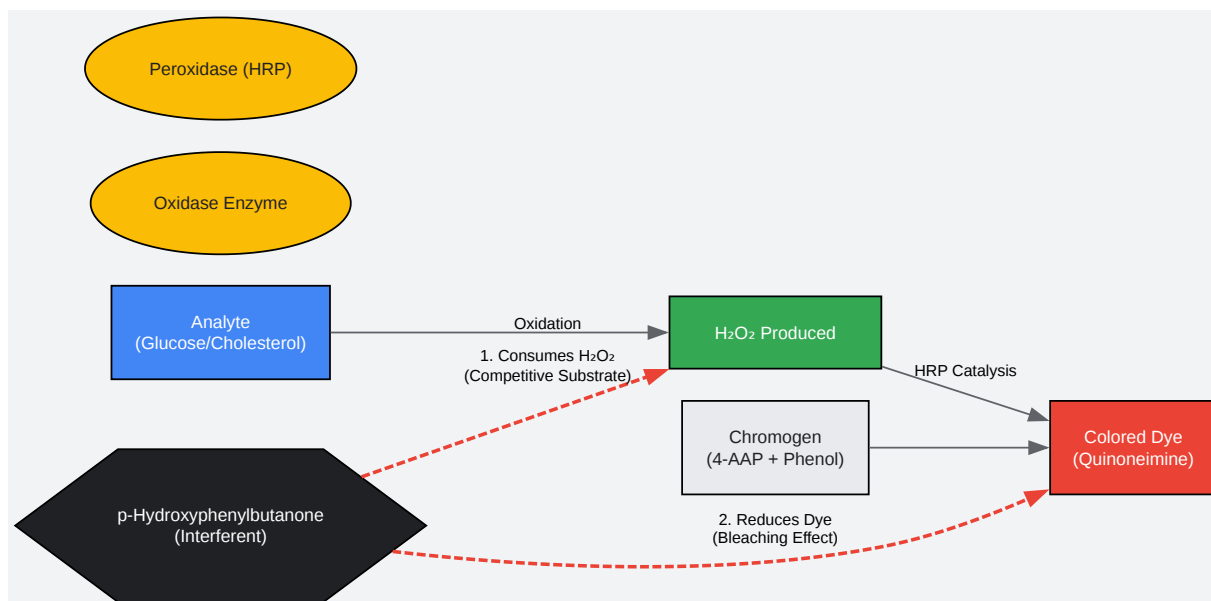 Peroxidase (HRP)
Oxidase Enzyme
Analyte
(Glucose/Cholesterol)
Oxidation
H₂O₂ Produced
1. Consumes H₂O₂
(Competitive Substrate)
HRP Catalysis
Chromogen
(4-AAP + Phenol)
Colored Dye
(Quinoneimine)
p-Hydroxyphenylbutanone
(Interferent)
2. Reduces Dye
(Bleaching Effect)